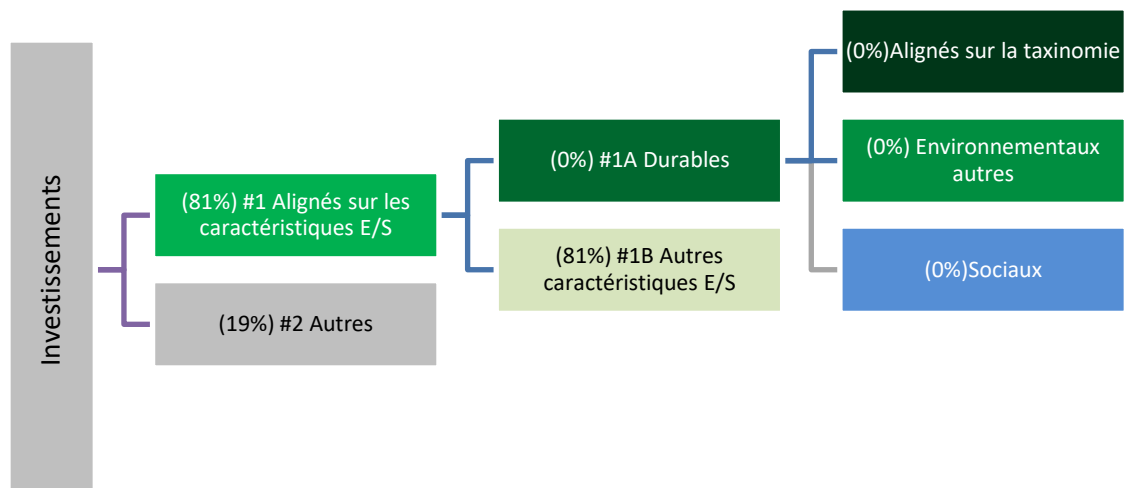 Investissements
(81%) #1 Alignés sur les
caractéristiques E/S
(19%) #2 Autres
(0%) #1A Durables
(81%) #1B Autres
caractéristiques E/S
(0%)Alignés sur la taxinomie
(0%) Environnementaux
autres
(0%)Sociaux